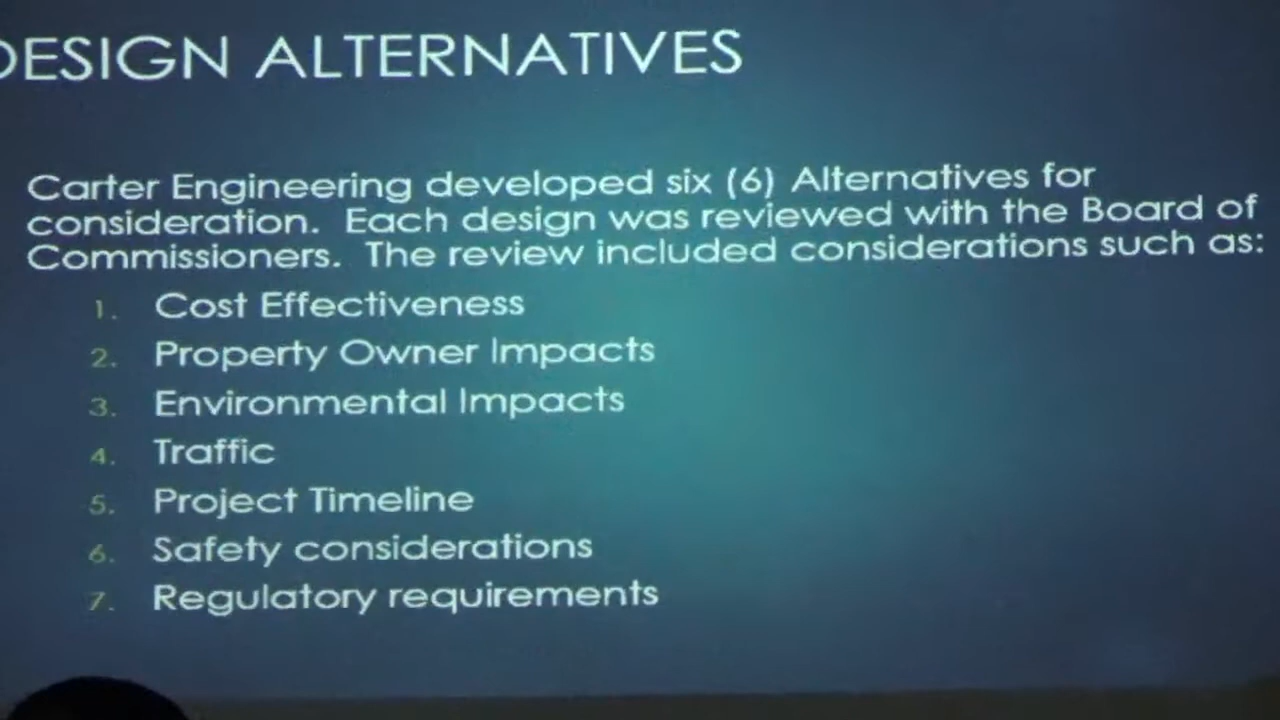 DESIGN ALTERNATIVES
Carter Engineering developed six (6) Alternatives for
consideration. Each design was reviewed with the Board of
Commissioners. The review included considerations such as:
1. Cost Effectiveness
2. Property Owner Impacts
3. Environmental Impacts
4. Traffic
5. Project Timeline
6. Safety considerations
7. Regulatory requirements